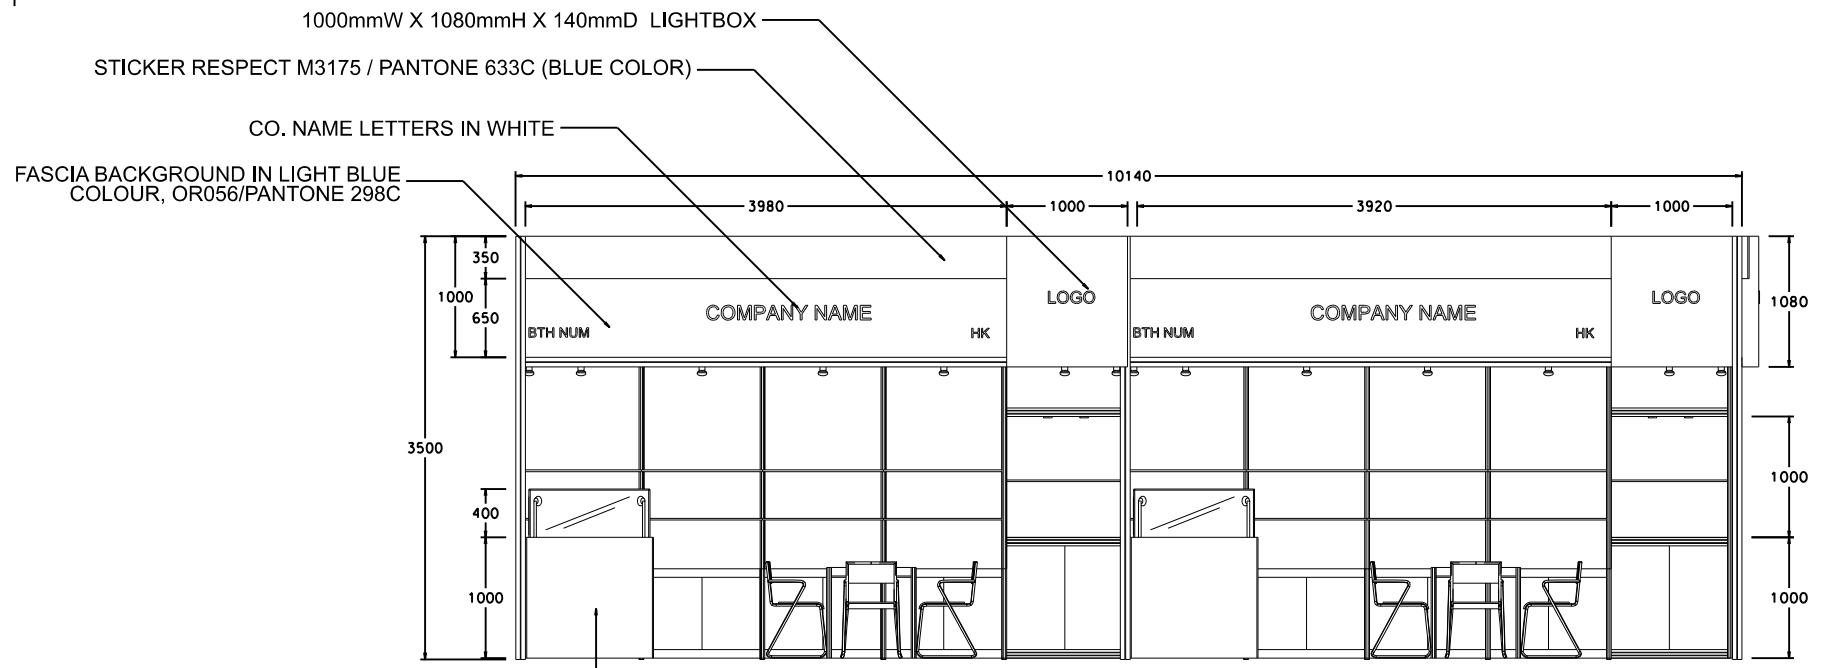 1000mmW X 1080mmH X 140mmD LIGHTBOX
STICKER RESPECT M3175 / PANTONE 633C (BLUE COLOR)
CO. NAME LETTERS IN WHITE
FASCIA BACKGROUND IN LIGHT BLUE
COLOUR, OR056/PANTONE 298C
10140
3980 1000 3920 1000
350
1000
650
COMPANY NAME
BTH NUM
HK
LOGO
COMPANY NAME
BTH NUM
HK
LOGO
1080
3500
400
1000
1000
1000